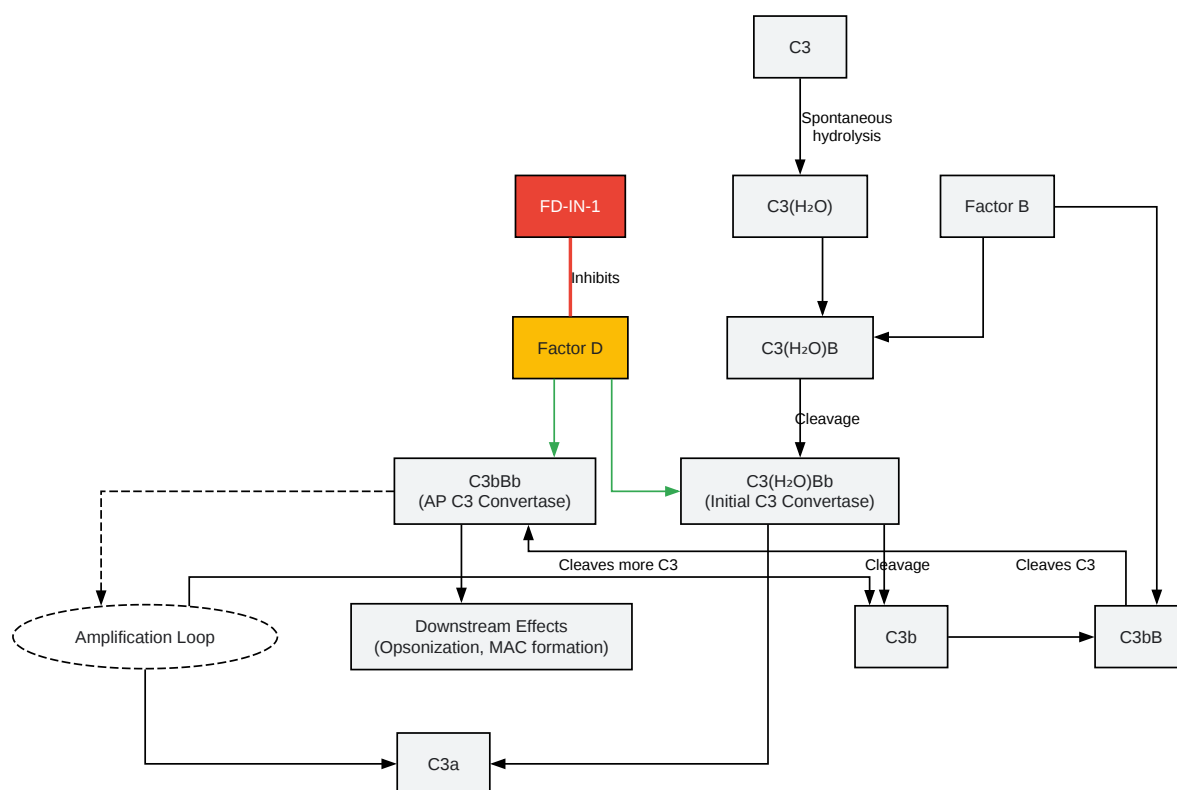 C3
Spontaneous
hydrolysis
FD-IN-1
C3(H₂O)
Factor B
Inhibits
Factor D
C3(H₂O)B
Cleavage
C3bBb
(AP C3 Convertase)
C3(H₂O)Bb
(Initial C3 Convertase)
Cleaves more C3
Cleavage
Cleaves C3
Amplification Loop
Downstream Effects
(Opsonization, MAC formation)
C3b
C3bB
C3a